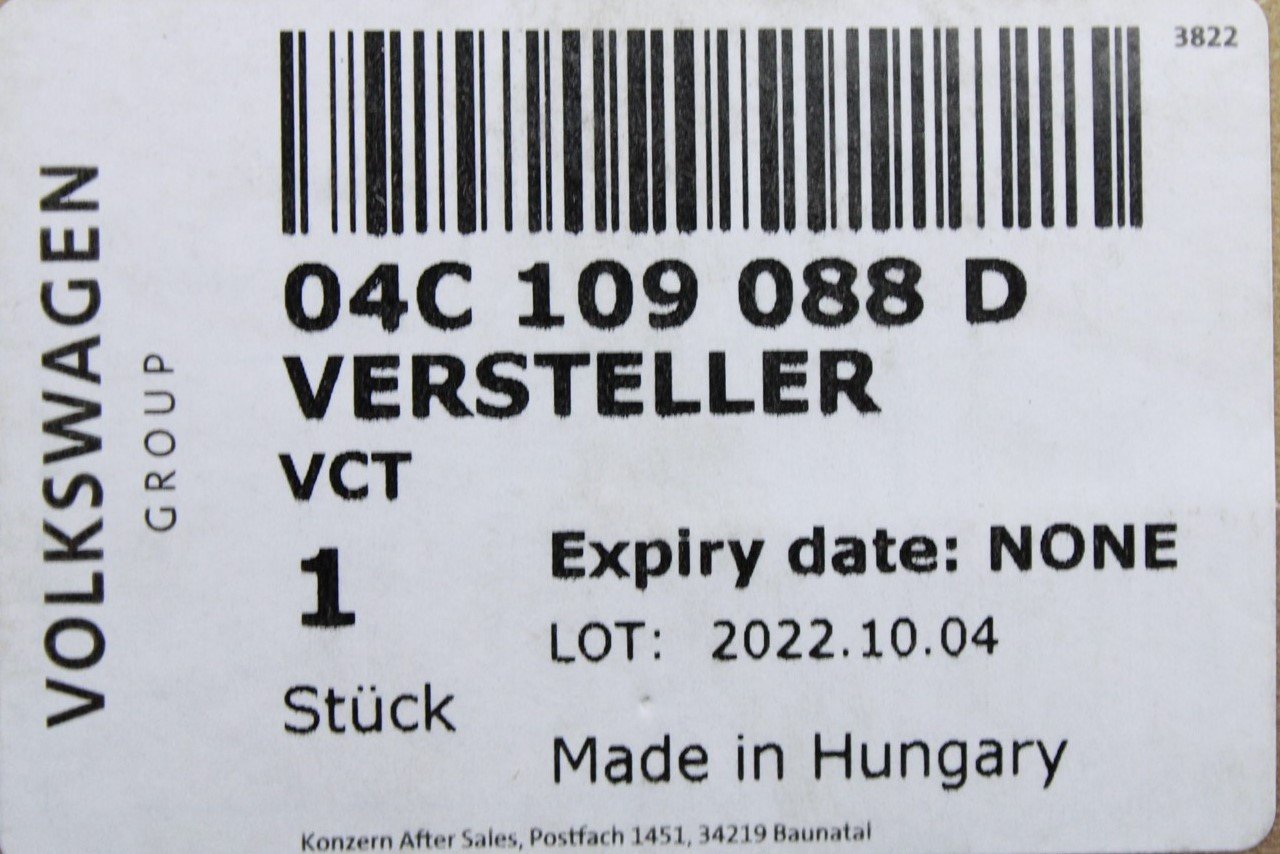 3822
VOLKSWAGEN
GROUP
04C 109 088 D
VERSTELLER
VCT
1
Stück
Expiry date: NONE
LOT: 2022.10.04
Made in Hungary
Konzern After Sales, Postfach 1451, 34219 Baunatal